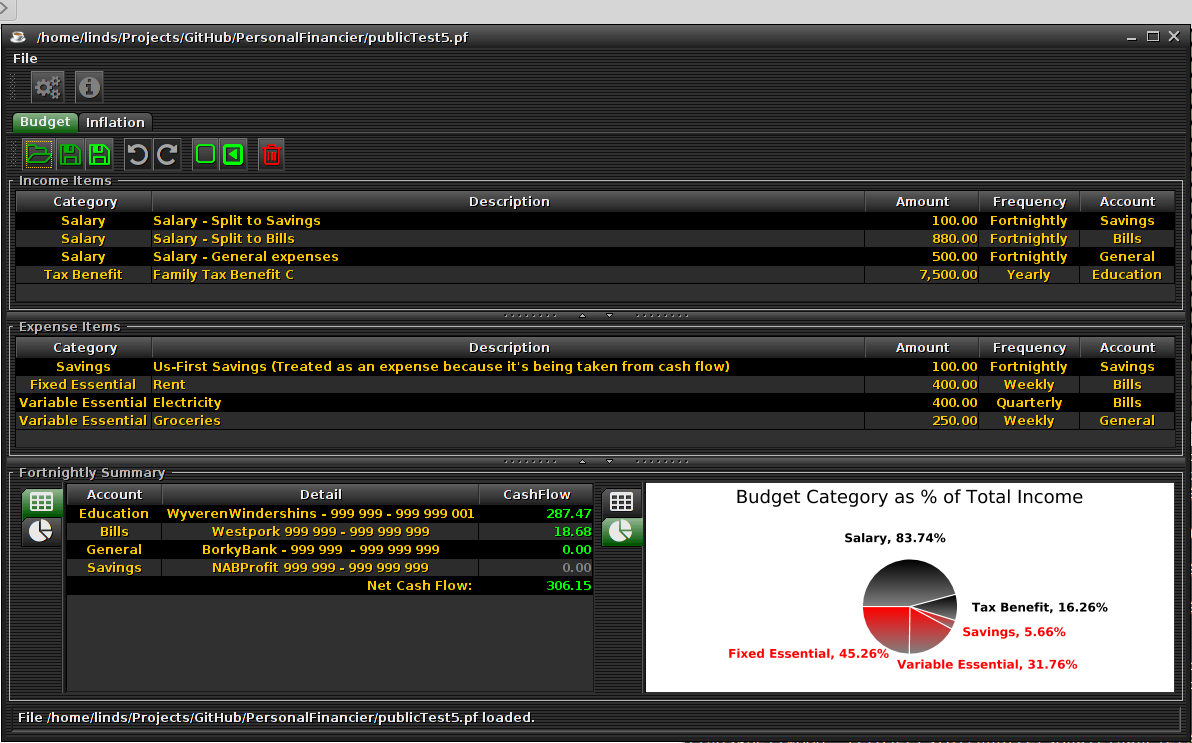 /home/linds/Projects/GitHub/PersonalFinancier/publicTest5.pf
File
Budget Inflation
Income Items
Category Description Amount Frequency Account
Salary Salary - Split to Savings 100.00 Fortnightly Savings
Salary Salary - Split to Bills 880.00 Fortnightly Bills
Salary Salary - General expenses 500.00 Fortnightly General
Tax Benefit Family Tax Benefit C 7,500.00 Yearly Education
Expense Items
Category Description Amount Frequency Account
Savings Us-First Savings (Treated as an expense because it's being taken from cash flow) 100.00 Fortnightly Savings
Fixed Essential Rent 400.00 Weekly Bills
Variable Essential Electricity 400.00 Quarterly Bills
Variable Essential Groceries 250.00 Weekly General
Fortnightly Summary
Account Detail CashFlow
Education WyverenWindershins - 999 999 - 999 999 001 287.47
Bills Westpork 999 999 - 999 999 999 18.68
General BorkyBank - 999 999 - 999 999 999 0.00
Savings NABProfit 999 999 - 999 999 999 0.00
Net Cash Flow: 306.15
Budget Category as % of Total Income
Salary, 83.74%
Tax Benefit, 16.26%
Savings, 5.66%
Fixed Essential, 45.26%
Variable Essential, 31.76%
File /home/linds/Projects/GitHub/PersonalFinancier/publicTest5.pf loaded.